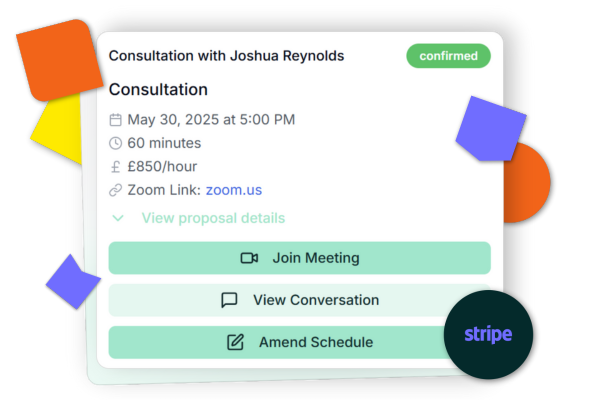 Consultation with Joshua Reynolds
confirmed
Consultation
May 30, 2025 at 5:00 PM
60 minutes
£ £850/hour
Zoom Link: zoom.us
View proposal details
Join Meeting
View Conversation
Amend Schedule
stripe